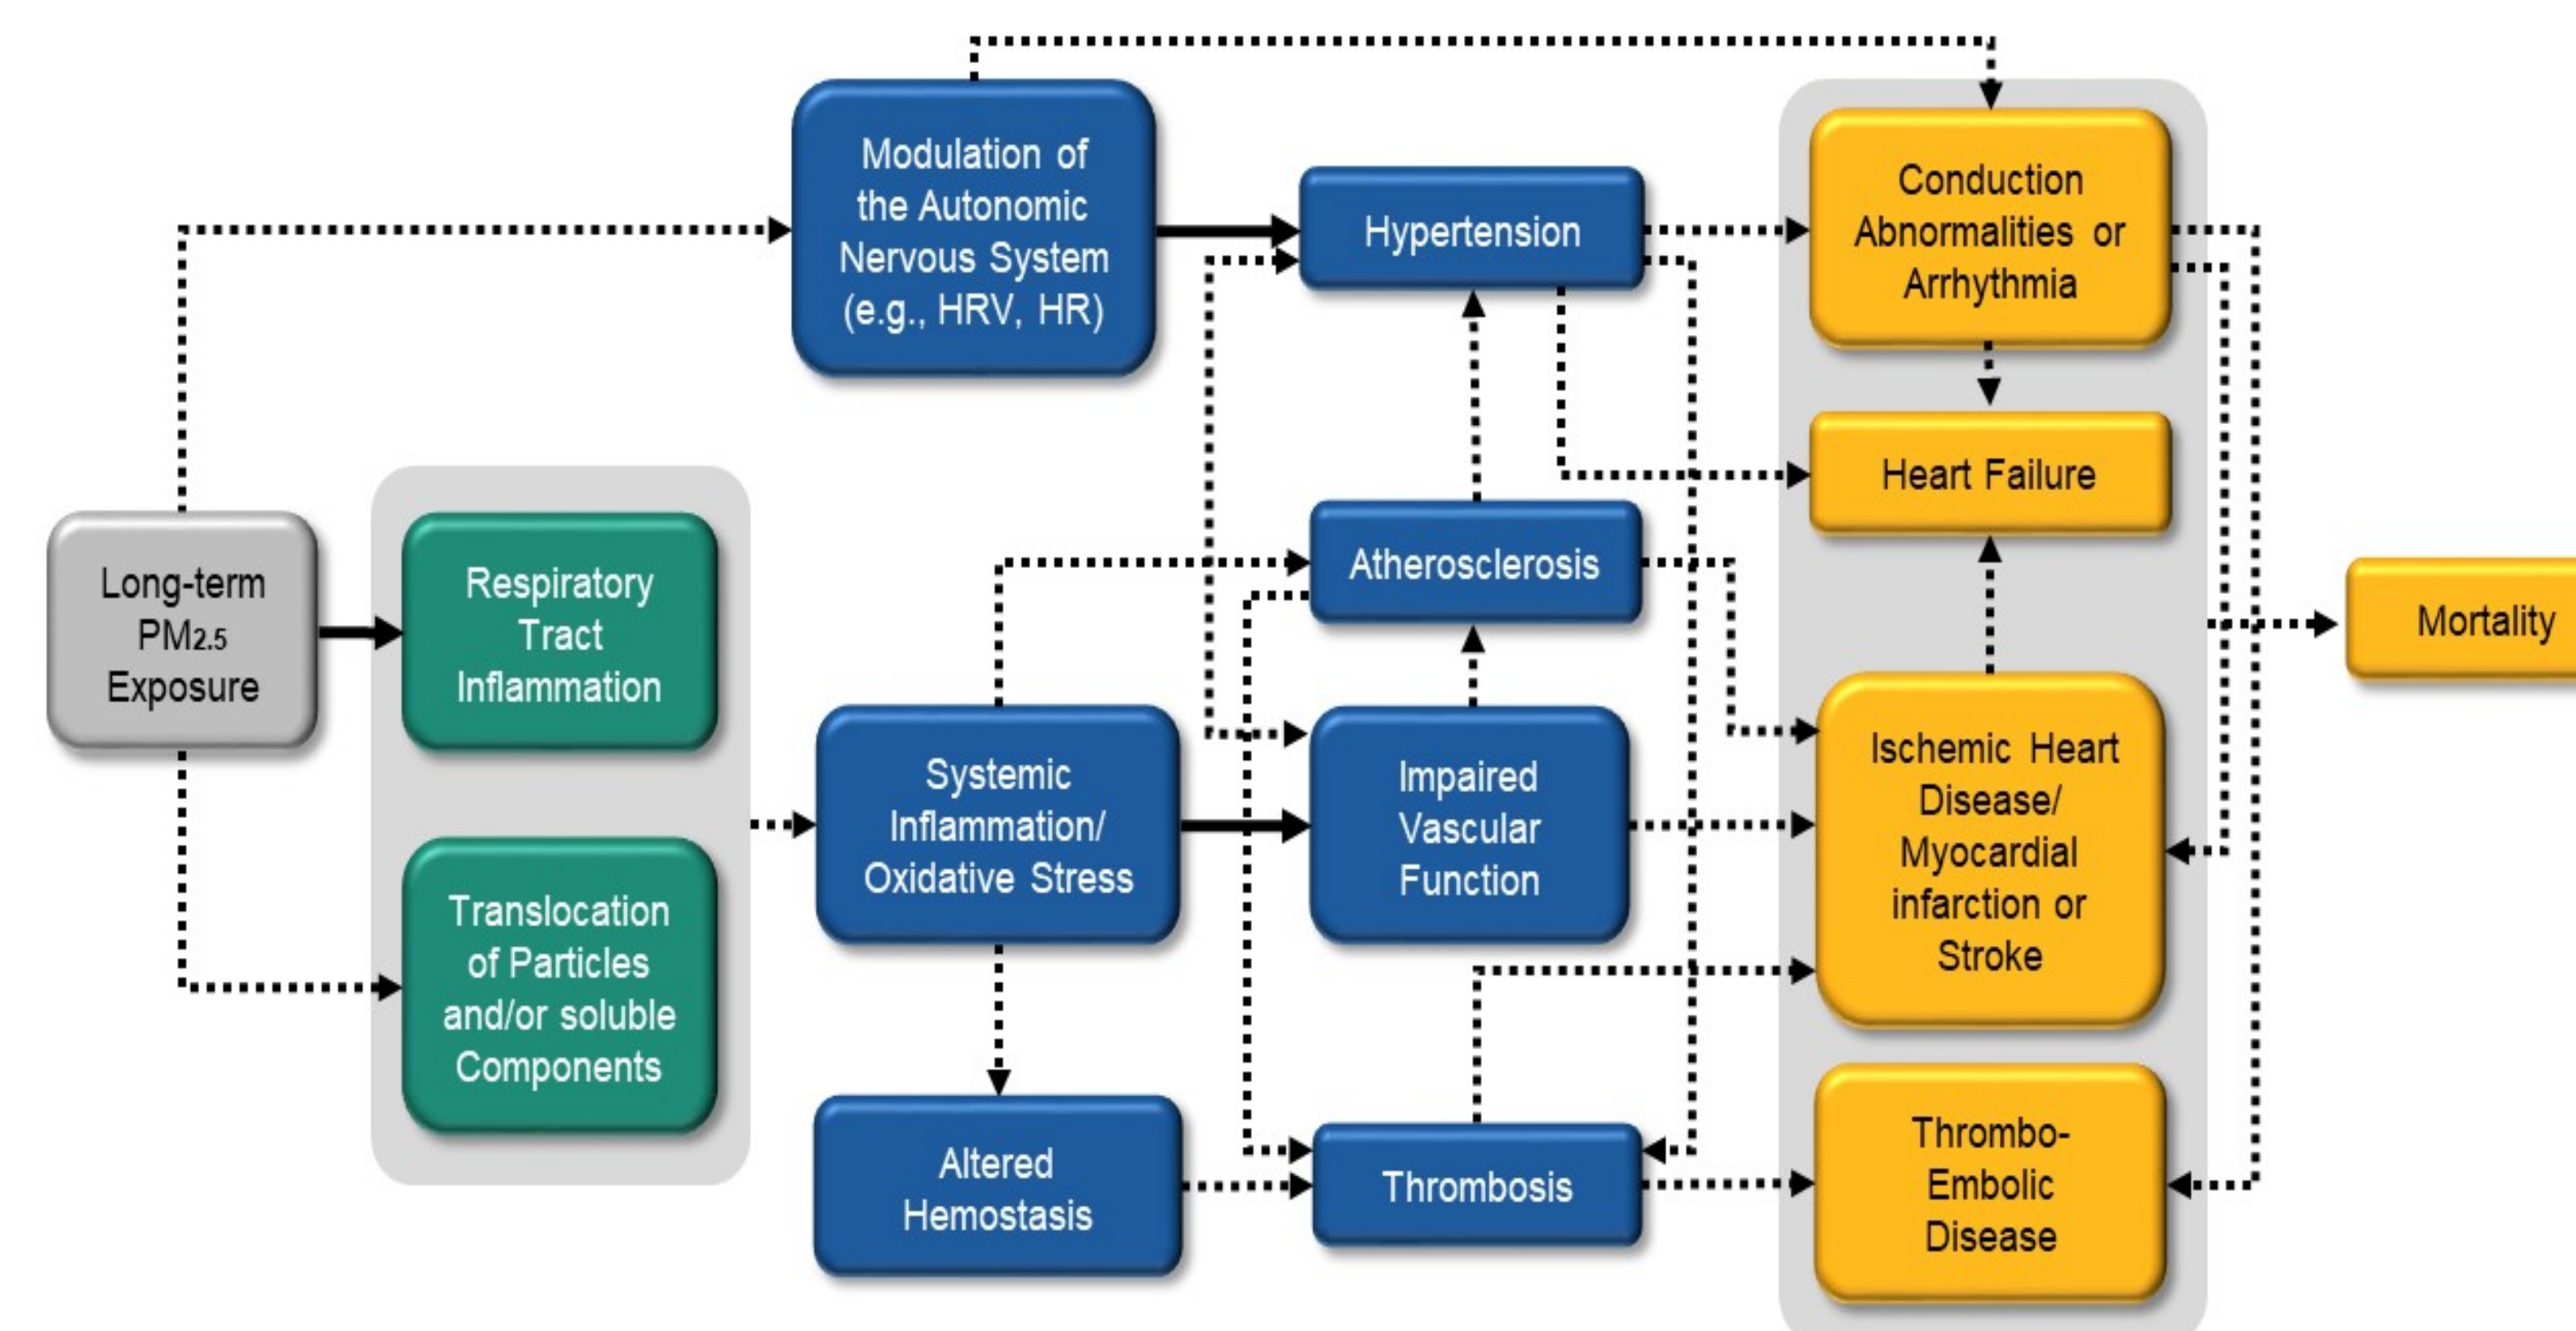 Modulation of
the Autonomic
Nervous System
(e.g., HRV, HR)
Hypertension
Conduction
Abnormalities or
Arrhythmia
Heart Failure
Long-term
PM2.5
Exposure
Respiratory
Tract
Inflammation
Atherosclerosis
Mortality
Systemic
Inflammation/
Oxidative Stress
Impaired
Vascular
Function
Ischemic Heart
Disease/
Myocardial
infarction or
Stroke
Translocation
of Particles
and/or soluble
Components
Altered
Hemostasis
Thrombosis
Thrombo-
Embolic
Disease